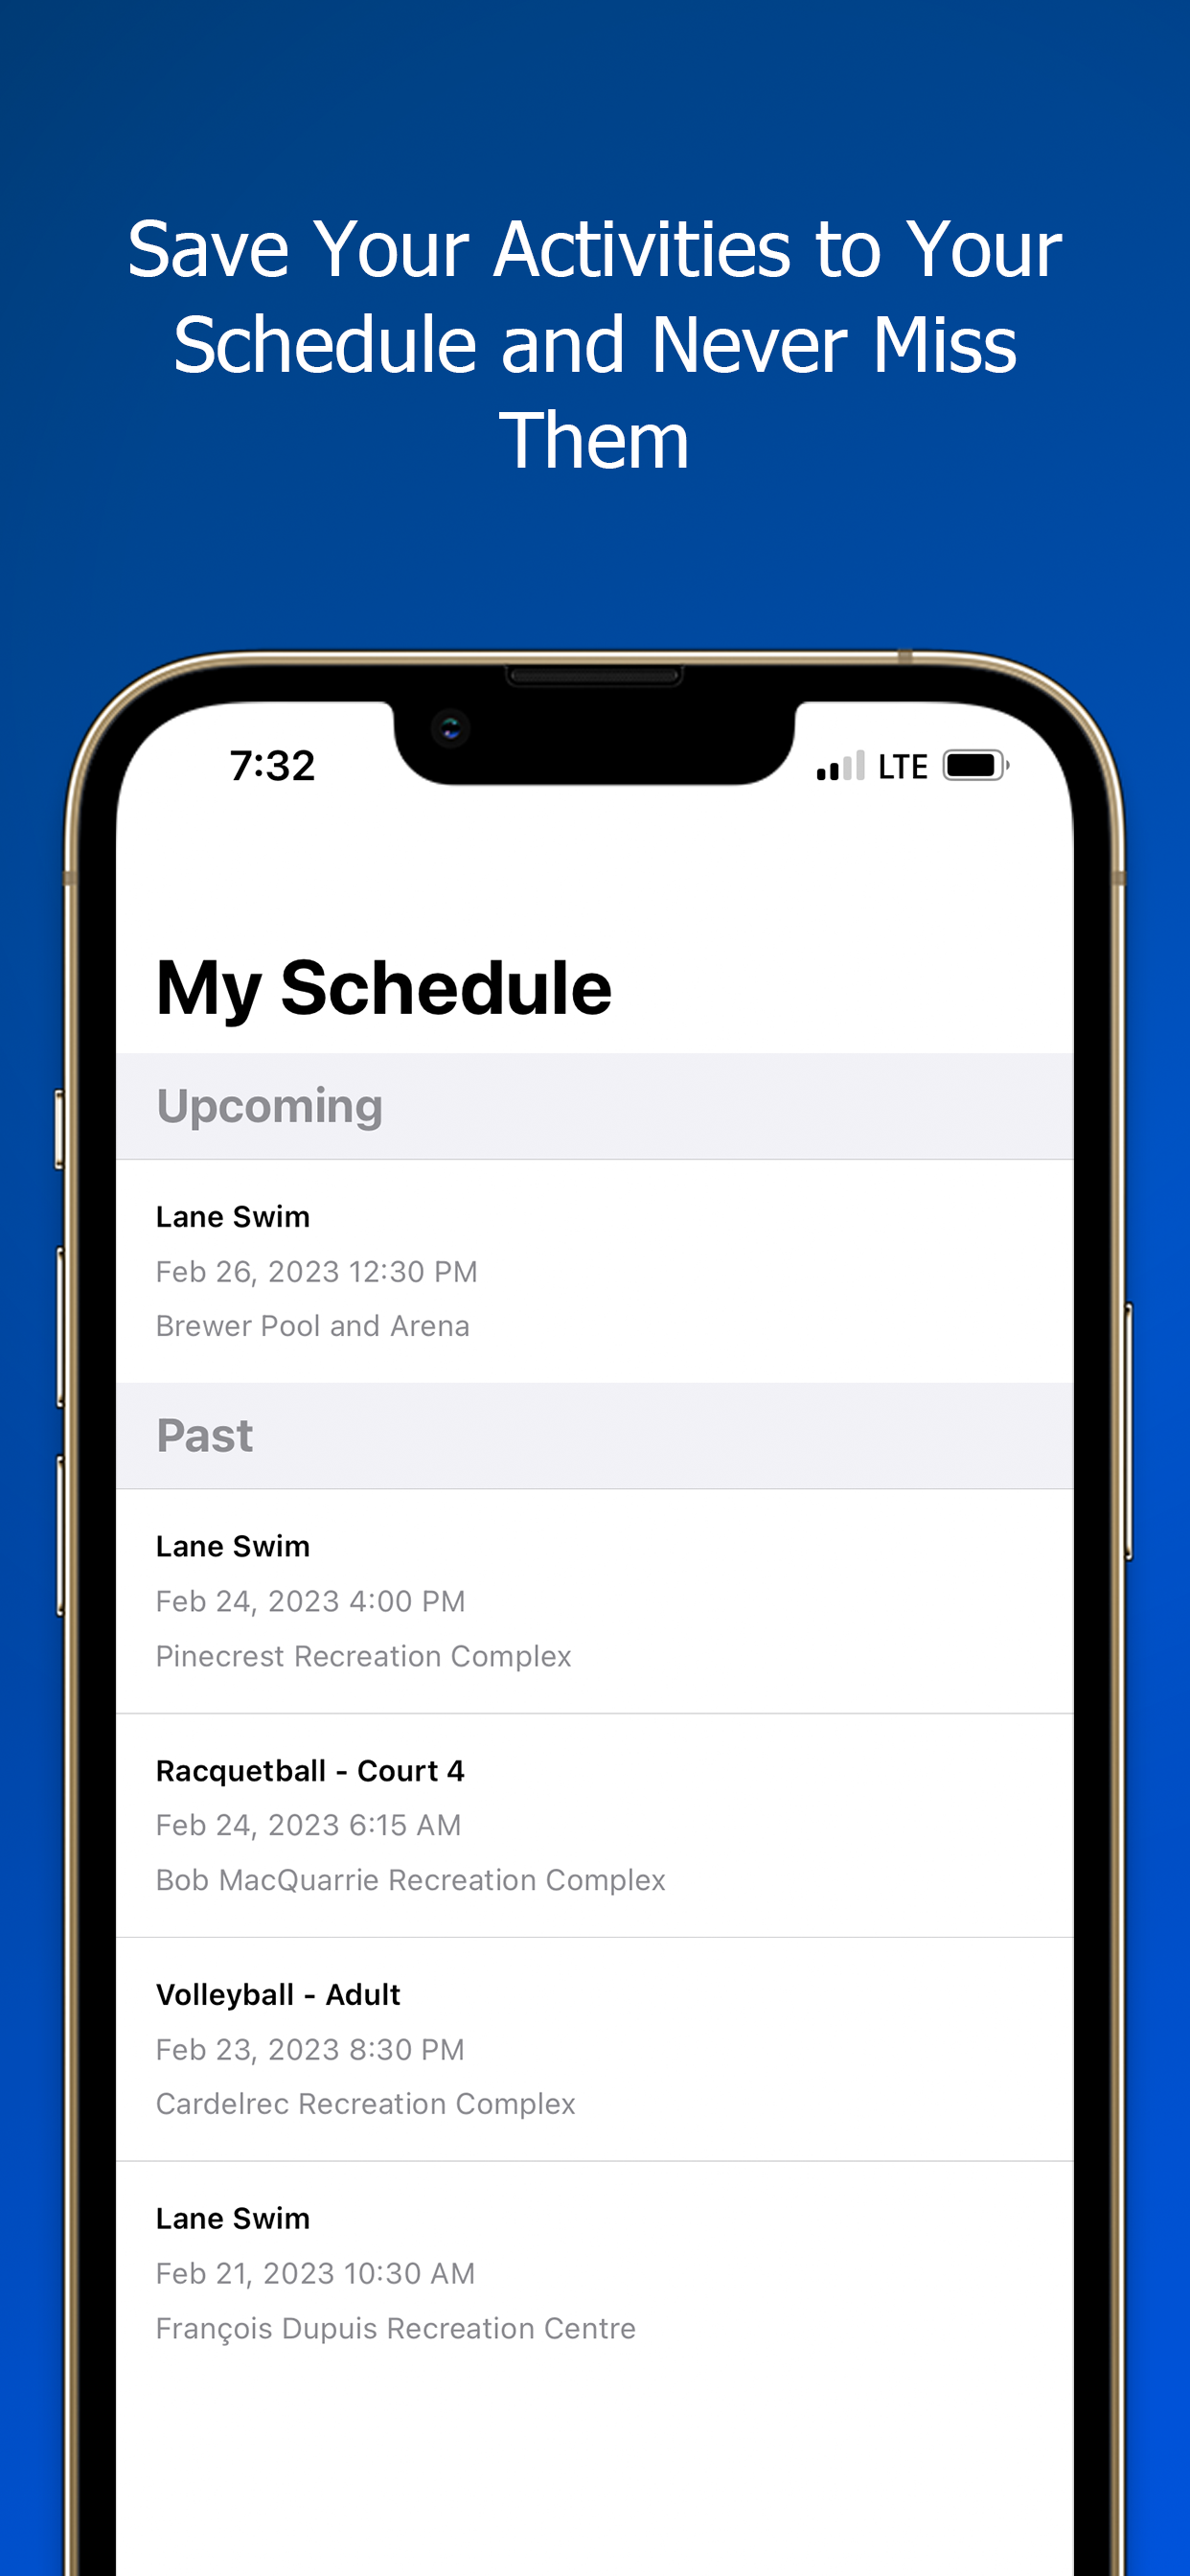 Save Your Activities to Your
Schedule and Never Miss
Them
7:32
LTE
My Schedule
Upcoming
Lane Swim
Feb 26, 2023 12:30 PM
Brewer Pool and Arena
Past
Lane Swim
Feb 24, 2023 4:00 PM
Pinecrest Recreation Complex
Racquetball - Court 4
Feb 24, 2023 6:15 AM
Bob MacQuarrie Recreation Complex
Volleyball - Adult
Feb 23, 2023 8:30 PM
Cardelrec Recreation Complex
Lane Swim
Feb 21, 2023 10:30 AM
François Dupuis Recreation Centre